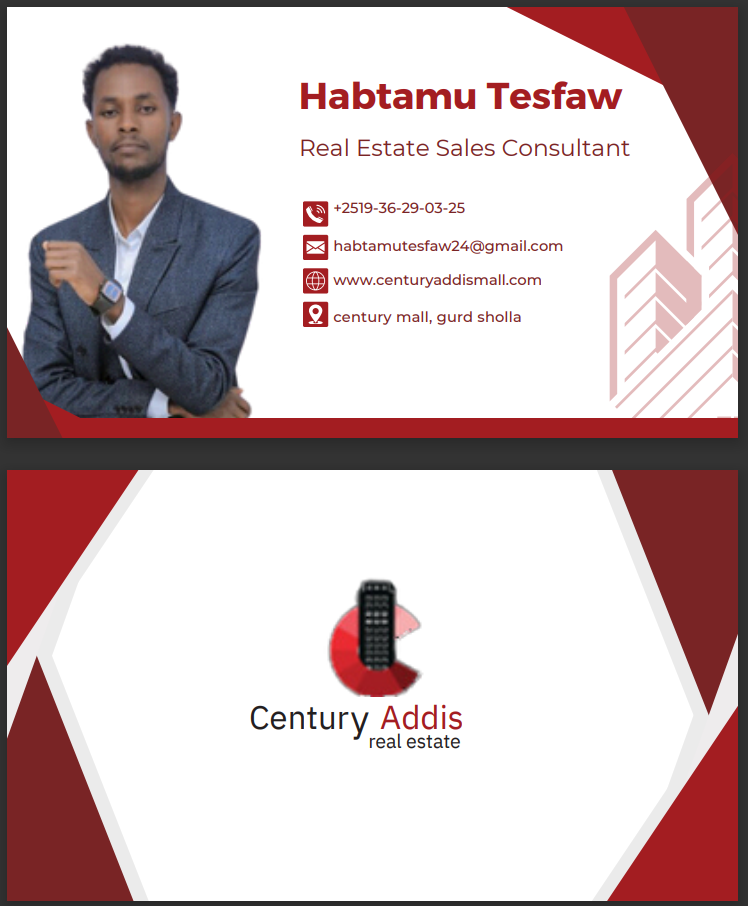 Habtamu Tesfaw
Real Estate Sales Consultant
+2519-36-29-03-25
habtamutesfaw24@gmail.com
www.centuryaddismall.com
century mall, gurd sholla
Century Addis
real estate